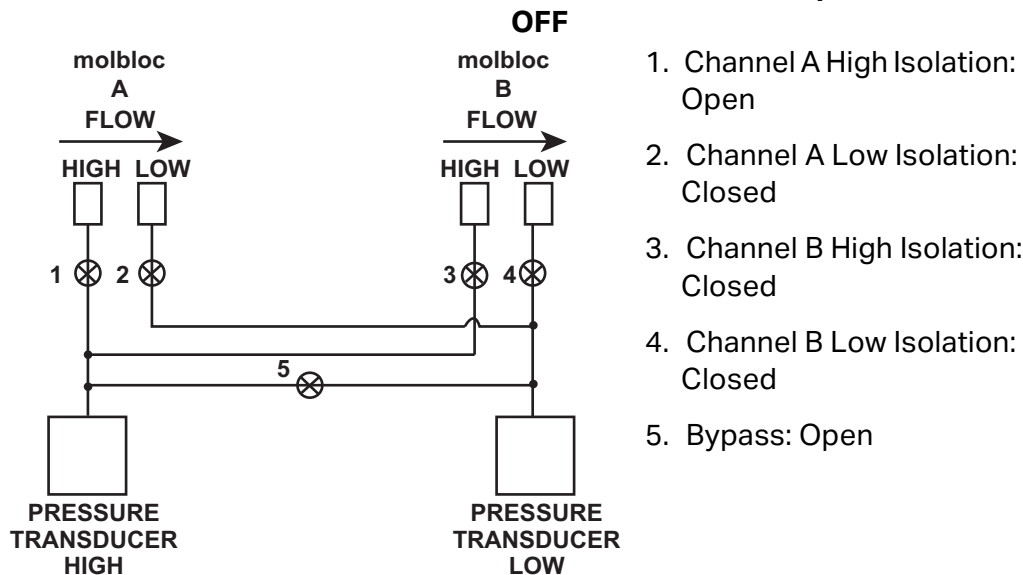 OFF
molbloc
A
FLOW
HIGH LOW
1
2
molbloc
B
FLOW
HIGH LOW
3
4
5
PRESSURE
TRANSDUCER
HIGH
PRESSURE
TRANSDUCER
LOW
1. Channel A High Isolation:
Open
2. Channel A Low Isolation:
Closed
3. Channel B High Isolation:
Closed
4. Channel B Low Isolation:
Closed
5. Bypass: Open